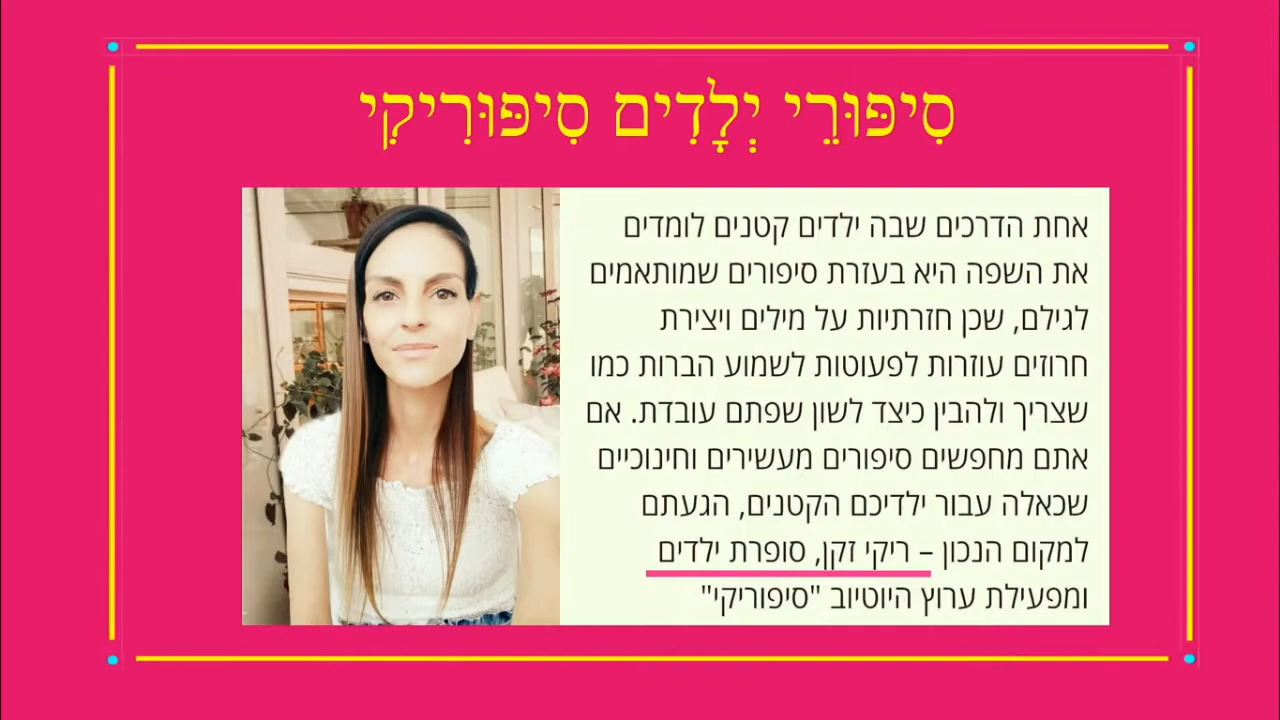 סִיפּוּרֵי יְלָדִים סִיפּוּרִיקִי
אחת הדרכים שבה ילדים קטנים לומדים
את השפה היא בעזרת סיפורים שמותאמים
לגילם, שכן חזרתיות על מילים ויצירת
חרוזים עוזרות לפעוטות לשמוע הברות כמו
שצריך ולהבין כיצד לשון שפתם עובדת. אם
אתם מחפשים סיפורים מעשירים וחינוכיים
שכאלה עבור ילדיכם הקטנים, הגעתם
למקום הנכון – ריקי זקן, סופרת ילדים
ומפעילת ערוץ היוטיוב "סיפוריקי"